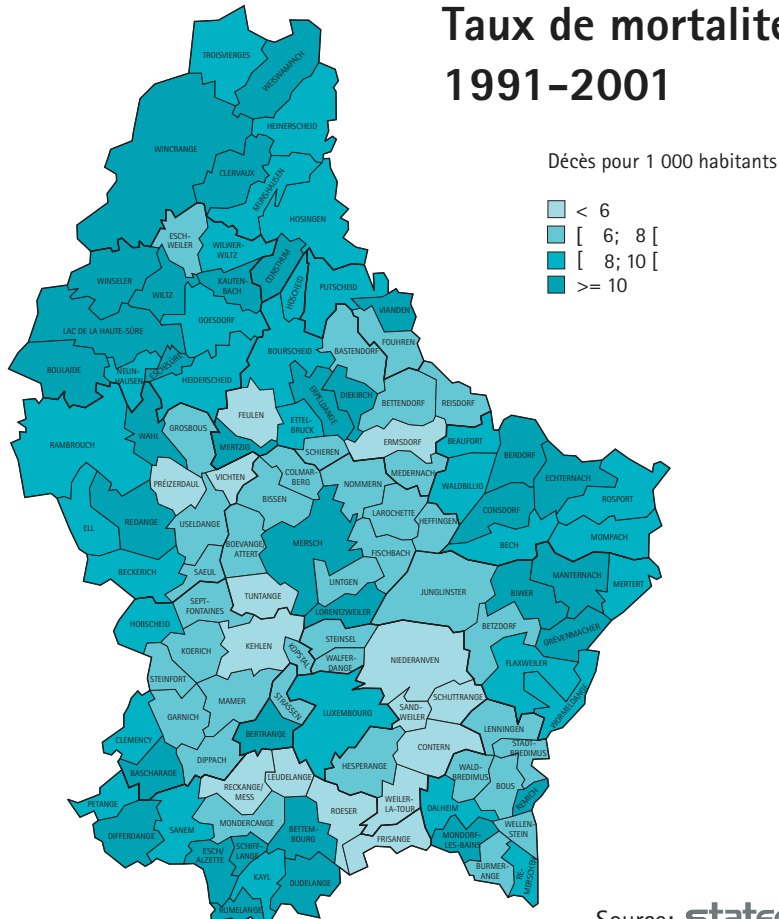 Taux de mortalité
1991-2001
Décès pour 1 000 habitants
< 6
[ 6; 8 [
[ 8; 10 [
>= 10
TROISVIERGES
WEISWAMPACH
HEINERSCHEID
WINCRANGE
CLERVAUX
MUNSHAUSEN
HOSINGEN
ESCH-
WEILER
WILWER-
WILTZ
CONSTHUM
HOSCHEID
PUTSCHEID
WINSELER
WILTZ
KAUTEN-
BACH
VIANDEN
GOESDORF
LAC DE LA HAUTE-SÛRE
FOUHREN
BOURSCHEID
BASTENDORF
BOULAIDE
NEUN-
HAUSEN
ESCH/SÛRE
HEIDERSCHEID
ERPELDANGE
DIEKIRCH
BETTENDORF
REISDORF
FEULEN
ETTEL-
BRUCK
RAMBROUCH
WAHL
GROSBOUS
MERTZIG
SCHIEREN
ERMSDORF
BEAUFORT
BERDORF
ECHTERNACH
PRÉIZERDAUL
VICHTEN
BISSEN
COLMAR-
BERG
NOMMERN
MEDERNACH
WALDBILLIG
CONSDORF
ROSPORT
ELL
REDANGE
USELDANGE
BOEVANGE/
ATTERT
MERSCH
LAROCHETTE
HEFFINGEN
BECH
MOMPACH
FISCHBACH
BECKERICH
SAEUL
LINTGEN
JUNGLINSTER
BIWER
MANTERNACH
MERTERT
SEPT-
FONTAINES
TUNTANGE
LORENTZWEILER
HOBSCHEID
BETZDORF
GREVENMACHER
KOERICH
KEHLEN
KOPSTAL
STEINSEL
WALFER-
DANGE
NIEDERANVEN
FLAXWEILER
STEINFORT
MAMER
STRASSEN
SCHUTTRANGE
WORMELDANGE
GARNICH
LUXEMBOURG
SAND-
WEILER
LENNINGEN
CLEMENCY
BERTRANGE
CONTERN
STADT-
BREDIMUS
BASCHARAGE
DIPPACH
HESPERANGE
WALD-
BREDIMUS
BOUS
RECKANGE/
MESS
LEUDELANGE
REMICH
PETANGE
ROESER
WEILER-
LA-TOUR
DALHEIM
DIFFERDANGE
SANEM
MONDERCANGE
BETTEM-
BOURG
FRISANGE
MONDORF-
LES-BAINS
WELLEN-
STEIN
ESCH/
ALZETTE
SCHIFF-
LANGE
BURMER-
ANGE
RE-
MERSCHEN
KAYL
DUDELANGE
RUMELANGE
Source: statec